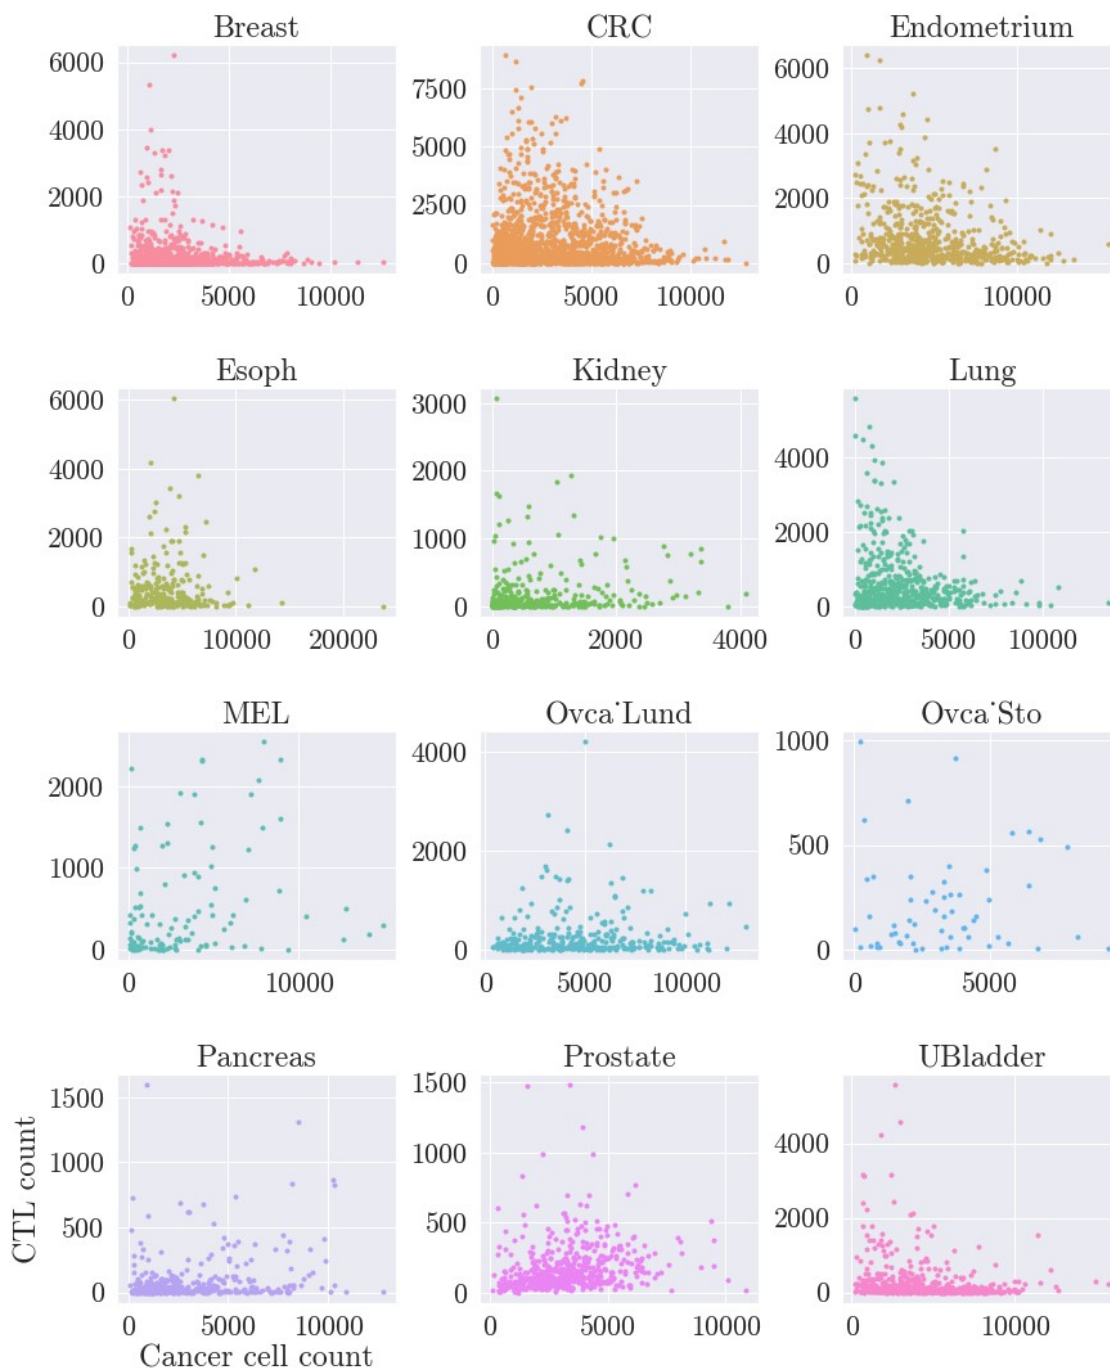 Breast CRC Endometrium
6000 4000 2000 0
0 5000 10000
7500 5000 2500 0
0 5000 10000
6000 4000 2000 0
0 10000
Esoph Kidney Lung
6000 4000 2000 0
0 10000 20000
3000 2000 1000 0
0 2000 4000
4000 2000 0
0 5000 10000
MEL Ovca˙Lund Ovca˙Sto
2000 1000 0
0 10000
4000 2000 0
0 5000 10000
1000 500 0
0 5000
Pancreas Prostate UBladder
CTL count
1500 1000 500 0
0 5000 10000
Cancer cell count
1500 1000 500 0
0 5000 10000
4000 2000 0
0 10000